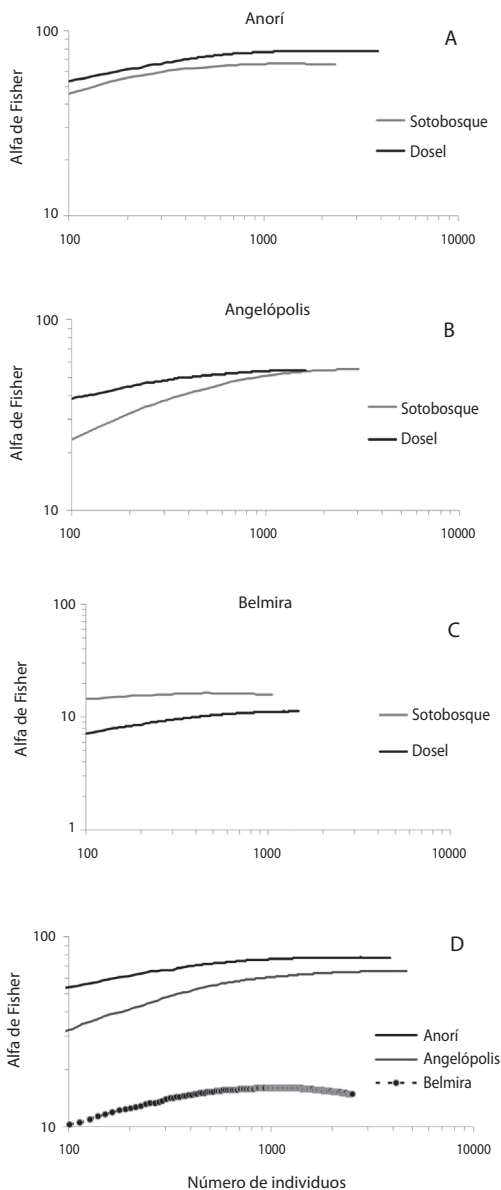 Anorí
A
100
10
Alfa de Fisher
Sotobosque
Dosel
100
1000
10000
Angelópolis
B
100
10
Alfa de Fisher
Sotobosque
Dosel
100
1000
10000
Belmira
C
100
10
1
Alfa de Fisher
Sotobosque
Dosel
100
1000
10000
D
100
10
Alfa de Fisher
Anorí
Angelópolis
Belmira
100
1000
10000
Número de individuos